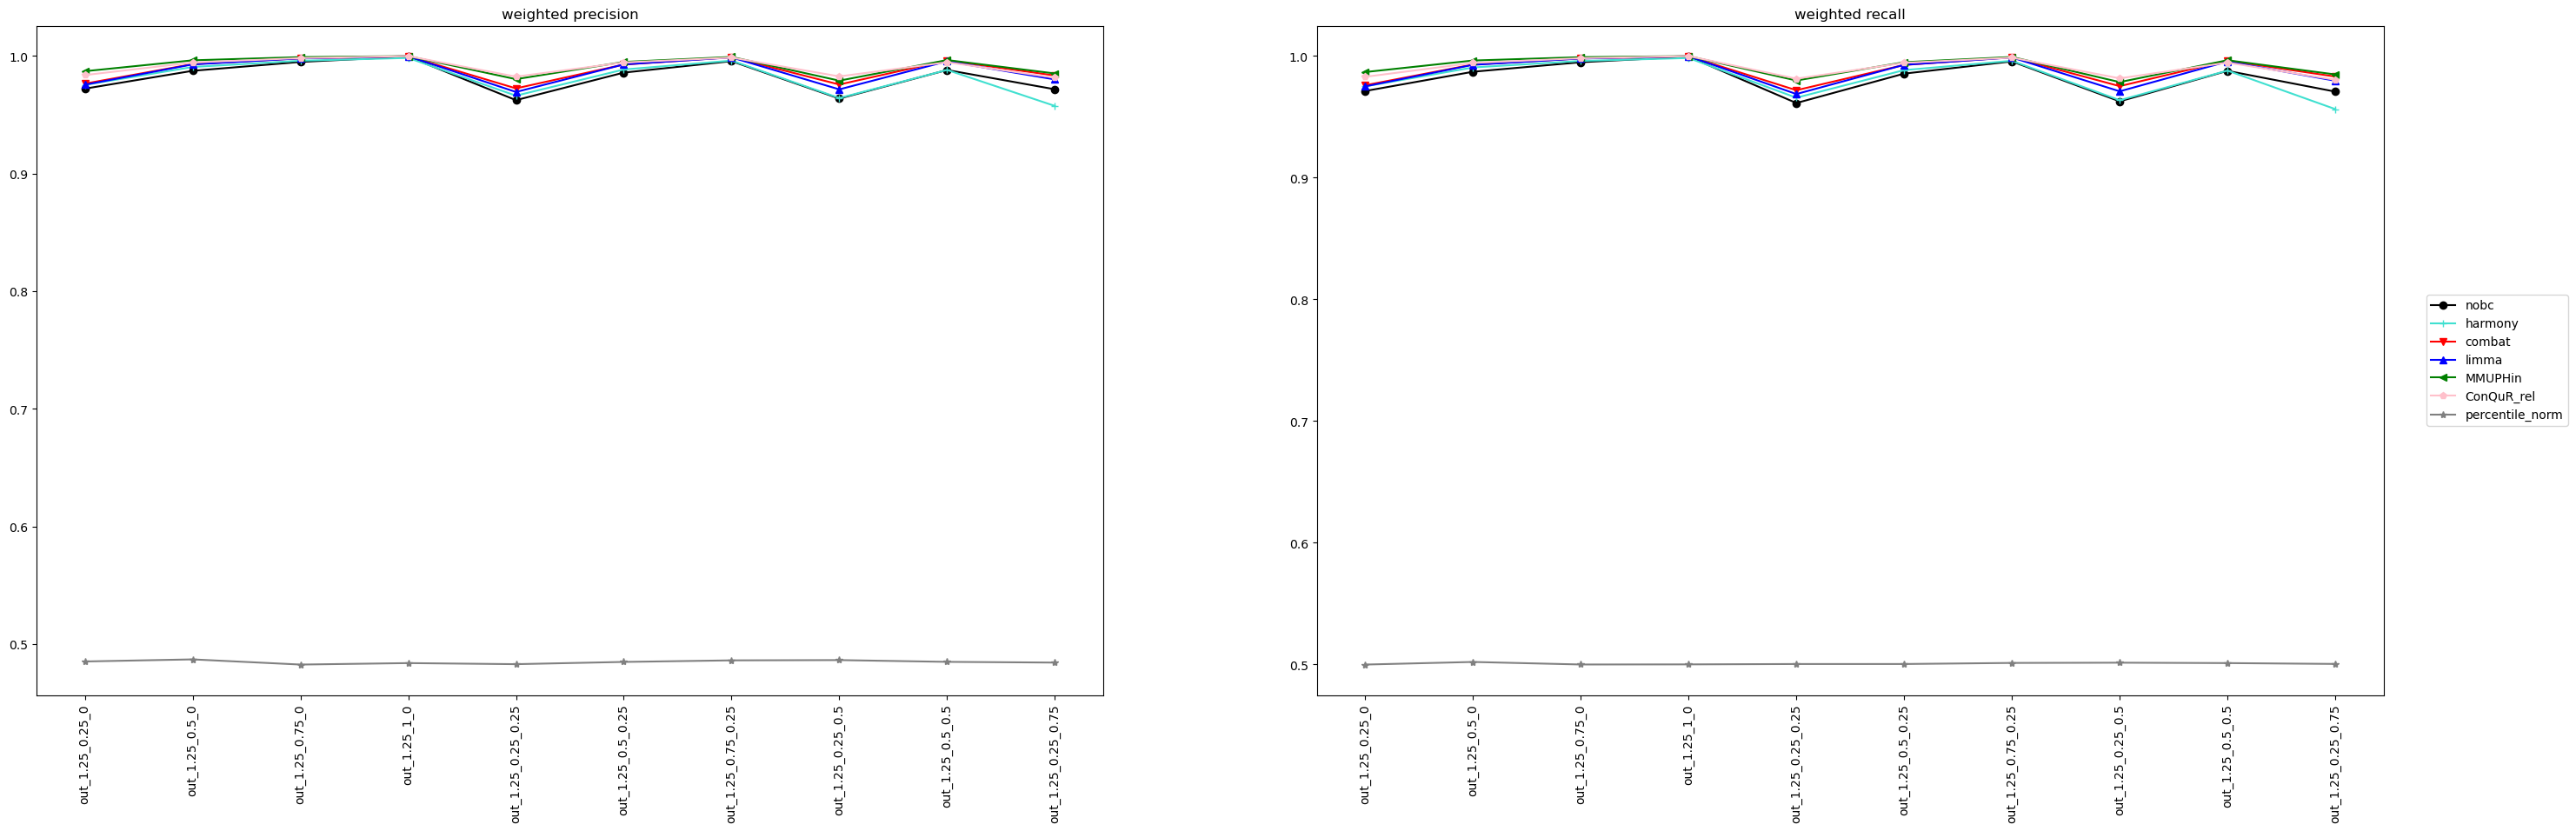 weighted precision
1.0
0.9
0.8
0.7
0.6
0.5
out_1.25_0.25_0
out_1.25_0.5_0
out_1.25_0.75_0
out_1.25_1_0
out_1.25_0.25_0.25
out_1.25_0.5_0.25
out_1.25_0.75_0.25
out_1.25_0.25_0.5
out_1.25_0.5_0.5
out_1.25_0.25_0.75
weighted recall
1.0
0.9
0.8
0.7
0.6
0.5
out_1.25_0.25_0
out_1.25_0.5_0
out_1.25_0.75_0
out_1.25_1_0
out_1.25_0.25_0.25
out_1.25_0.5_0.25
out_1.25_0.75_0.25
out_1.25_0.25_0.5
out_1.25_0.5_0.5
out_1.25_0.25_0.75
nobc
harmony
combat
limma
MMUPHin
ConQuR_rel
percentile_norm